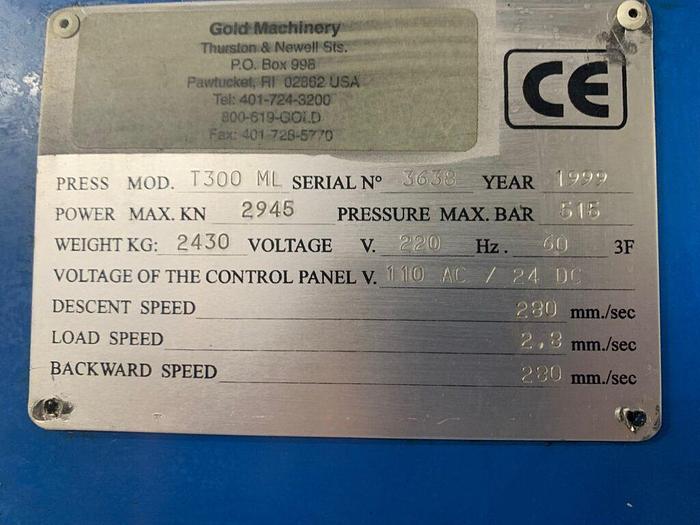 Gold Machinery
Thurston & Newell Sts.
P.O. Box 998
Pawtucket, RI 02862 USA
Tel: 401-724-3200
800-619-GOLD
Fax: 401-728-5770
CE
PRESS MOD. T300 ML SERIAL N° 3638 YEAR 1999
POWER MAX. KN 2945 PRESSURE MAX. BAR 515
WEIGHT KG: 2430 VOLTAGE V. 220 Hz. 60 3F
VOLTAGE OF THE CONTROL PANEL V. 110 AC / 24 DC
DESCENT SPEED 280 mm./sec
LOAD SPEED 2,8 mm./sec
BACKWARD SPEED 280 mm./sec